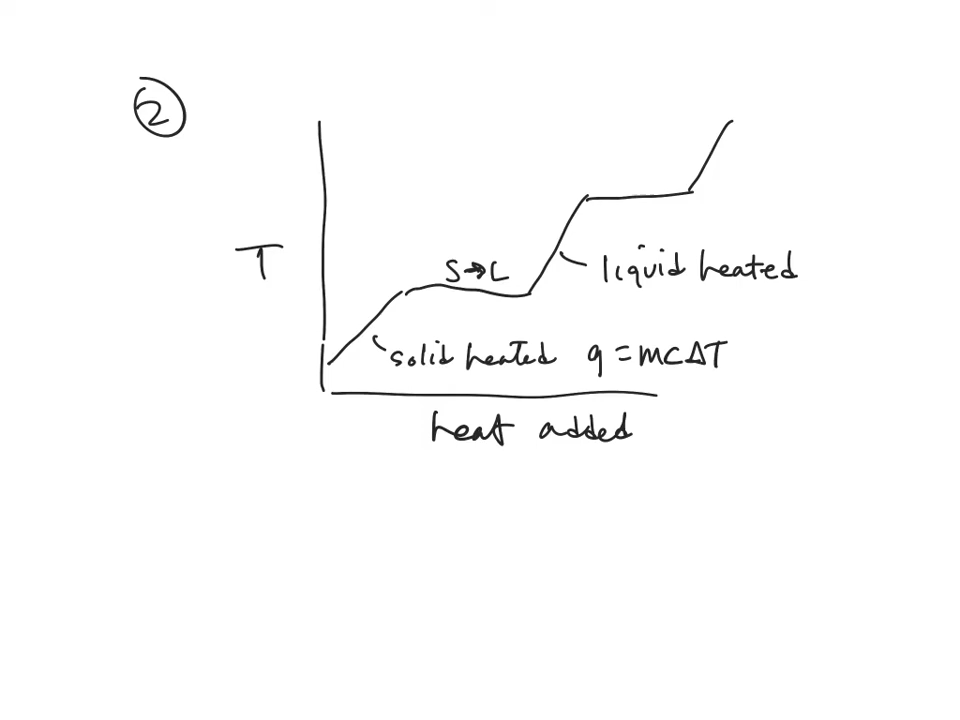 2
T
S→L
liquid heated
solid heated q = mcΔT
heat added